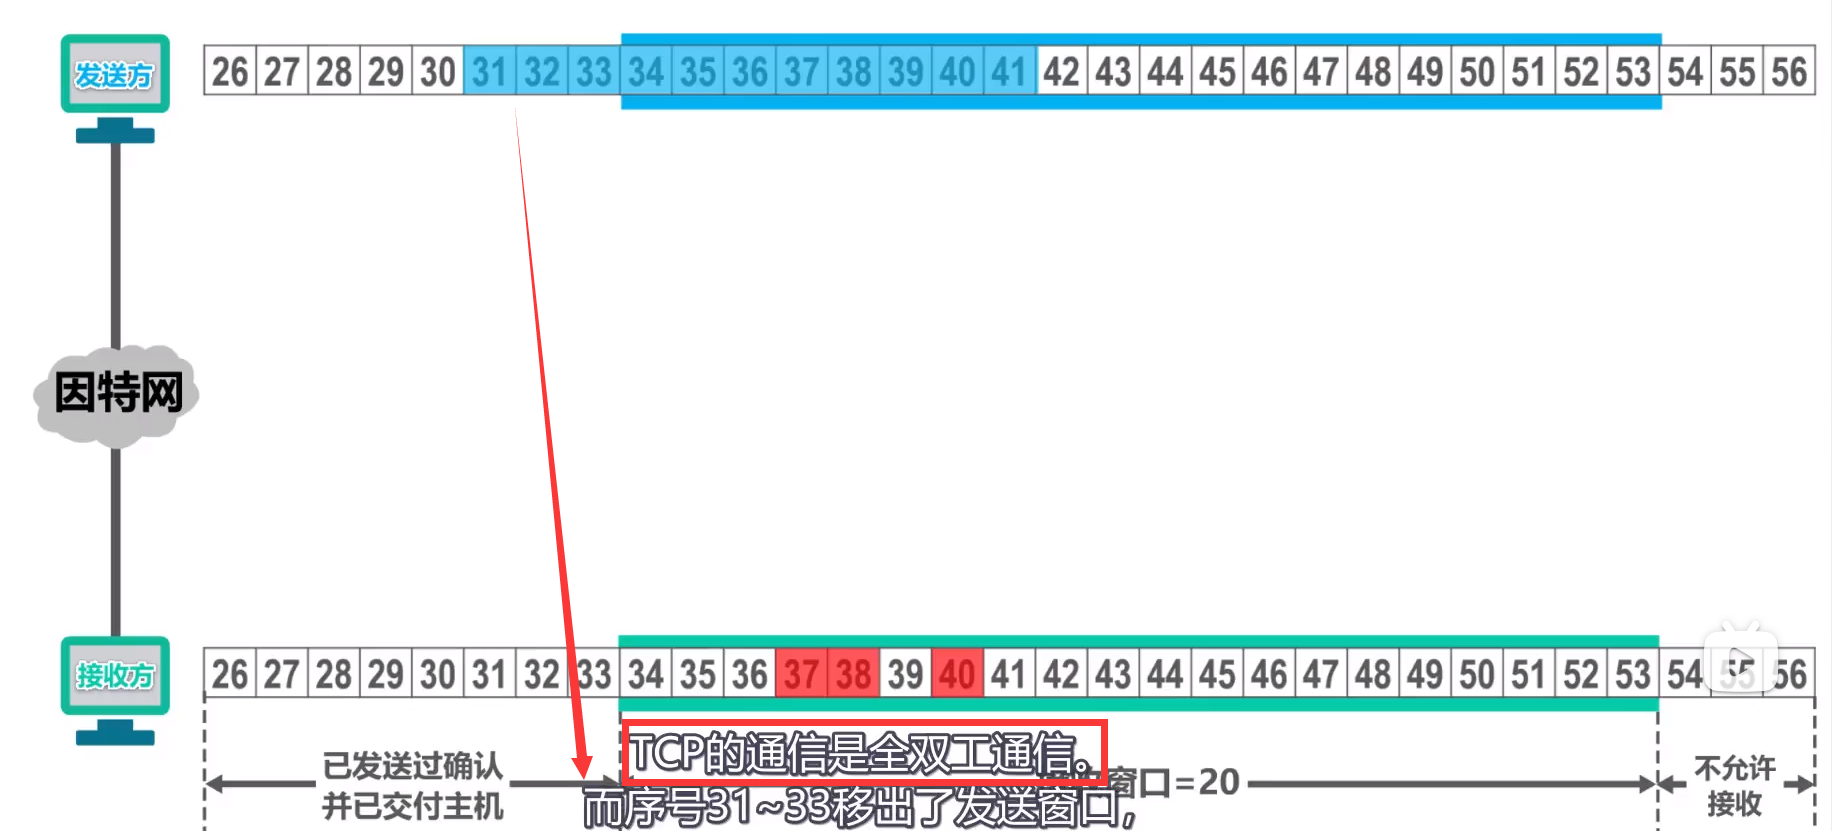 发送方
26 27 28 29 30 31 32 33 34 35 36 37 38 39 40 41 42 43 44 45 46 47 48 49 50 51 52 53 54 55 56
因特网
接收方
26 27 28 29 30 31 32 33 34 35 36 37 38 39 40 41 42 43 44 45 46 47 48 49 50 51 52 53 54 55 56
已发送过确认
并已交付主机
TCP的通信是全双工通信。
窗口=20
而序号31~33移出了发送窗口,
不允许
接收